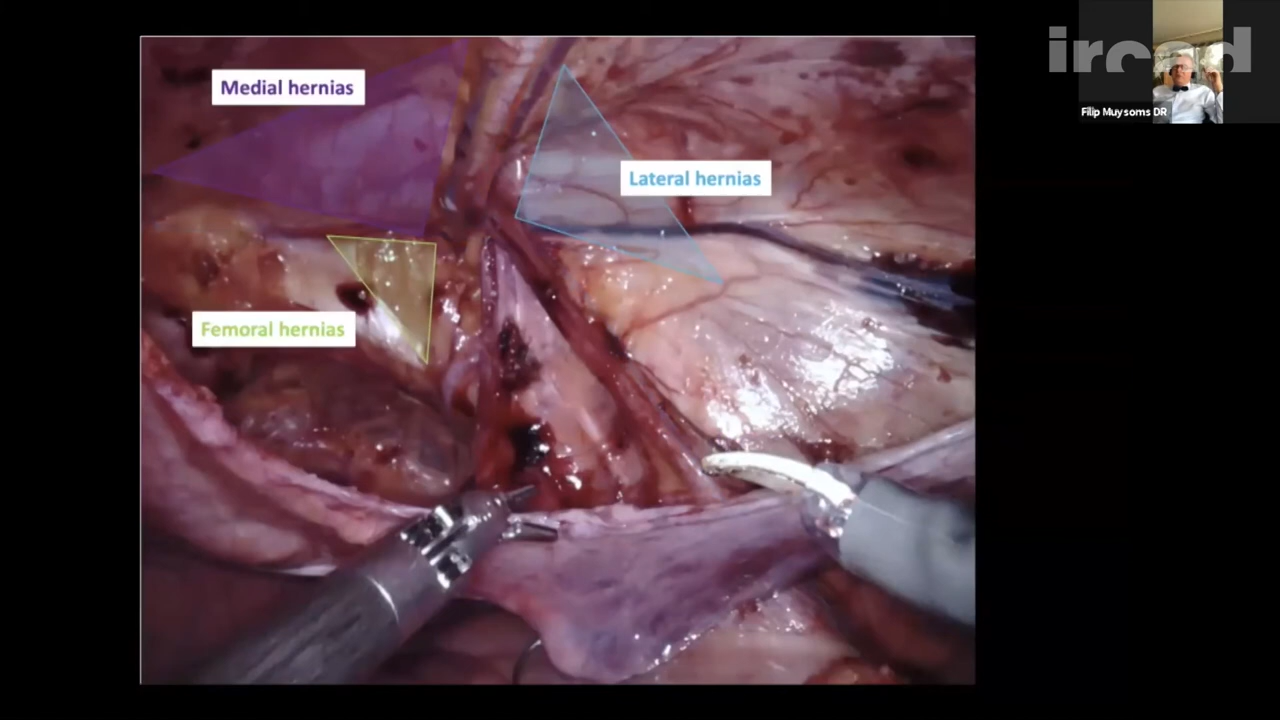 Medial hernias
ircad
Filip Muysoms DR
Lateral hernias
Femoral hernias